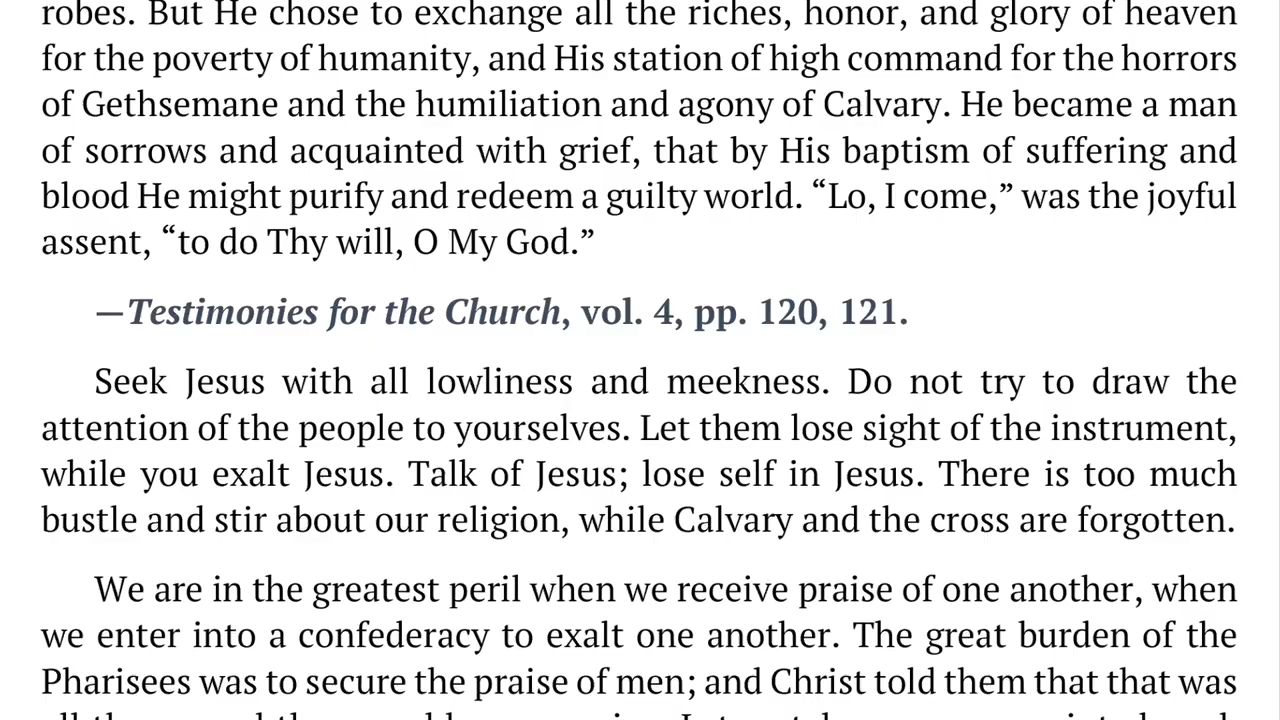 robes. But He chose to exchange all the riches, honor, and glory of heaven
for the poverty of humanity, and His station of high command for the horrors
of Gethsemane and the humiliation and agony of Calvary. He became a man
of sorrows and acquainted with grief, that by His baptism of suffering and
blood He might purify and redeem a guilty world. “Lo, I come,” was the joyful
assent, “to do Thy will, O My God.”
—Testimonies for the Church, vol. 4, pp. 120, 121.
Seek Jesus with all lowliness and meekness. Do not try to draw the
attention of the people to yourselves. Let them lose sight of the instrument,
while you exalt Jesus. Talk of Jesus; lose self in Jesus. There is too much
bustle and stir about our religion, while Calvary and the cross are forgotten.
We are in the greatest peril when we receive praise of one another, when
we enter into a confederacy to exalt one another. The great burden of the
Pharisees was to secure the praise of men; and Christ told them that that was